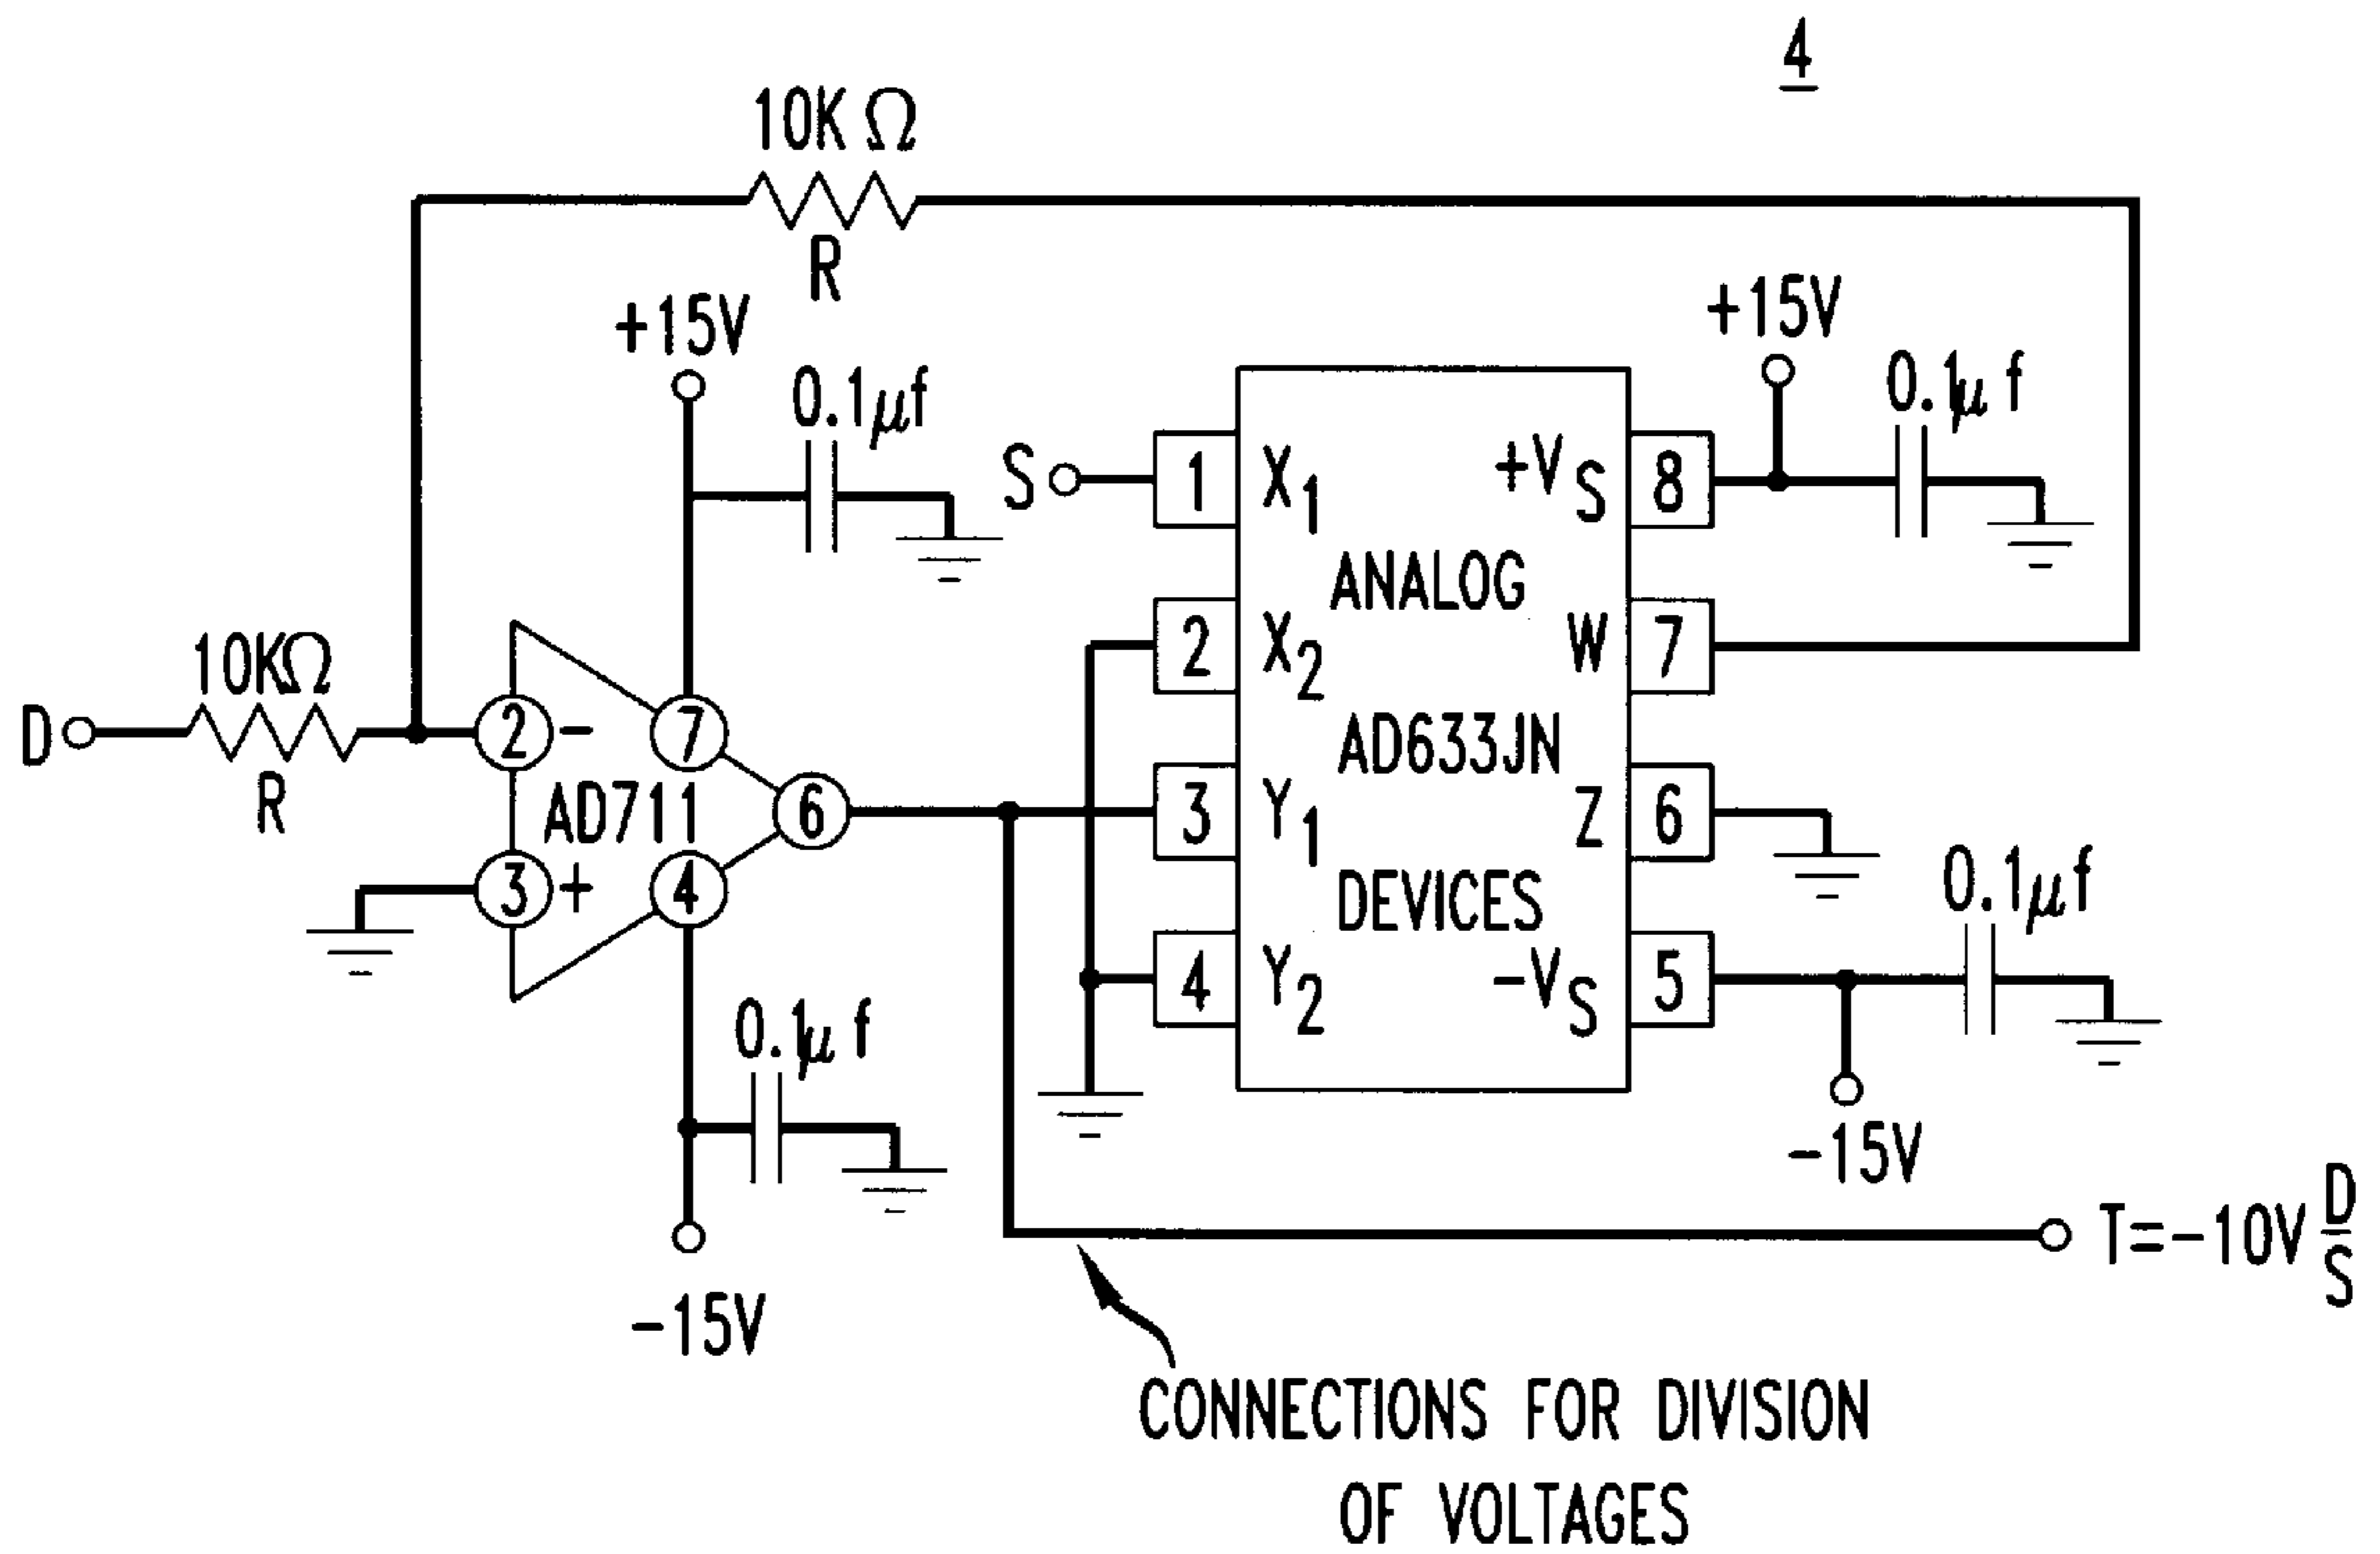 4
10K Ω
R
+15V
0.1μf
+15V
0.1μ f
S
1
X1
+VS
8
ANALOG
2
X2
W
7
10KΩ
D
R
2
-
7
AD711
6
3
+
4
AD633JN
3
Y1
Z
6
DEVICES
0.1μf
4
Y2
-VS
5
0.1μ f
-15V
-15V
T=-10V D/S
CONNECTIONS FOR DIVISION
OF VOLTAGES